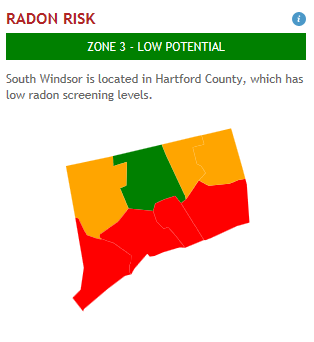 RADON RISK
i
ZONE 3 - LOW POTENTIAL
South Windsor is located in Hartford County, which has
low radon screening levels.